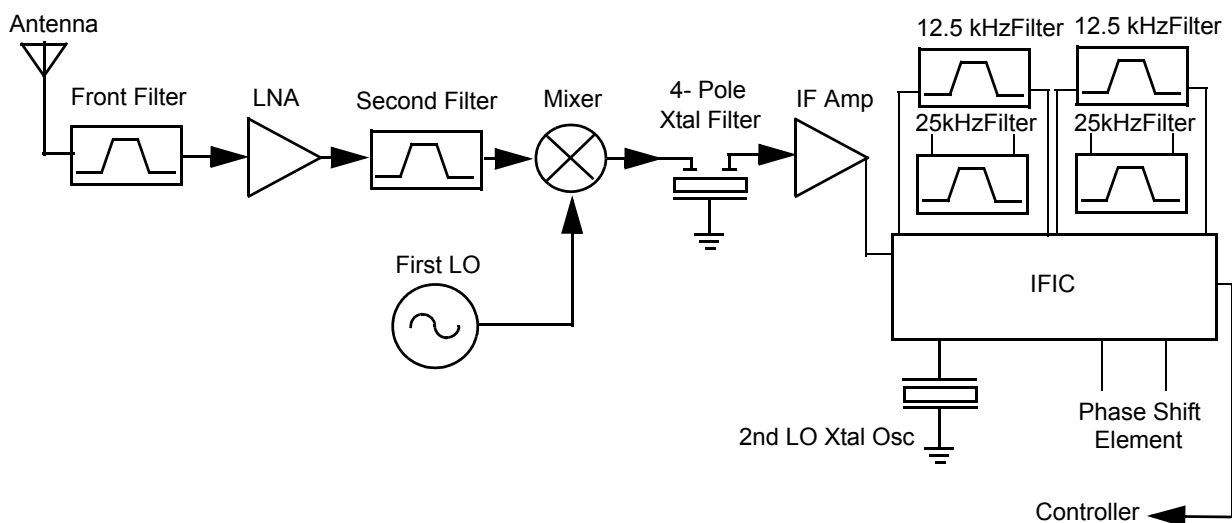 Antenna
Front Filter
LNA
Second Filter
Mixer
4- Pole
Xtal Filter
IF Amp
12.5 kHzFilter
12.5 kHzFilter
25kHzFilter
25kHzFilter
First LO
IFIC
2nd LO Xtal Osc
Phase Shift
Element
Controller